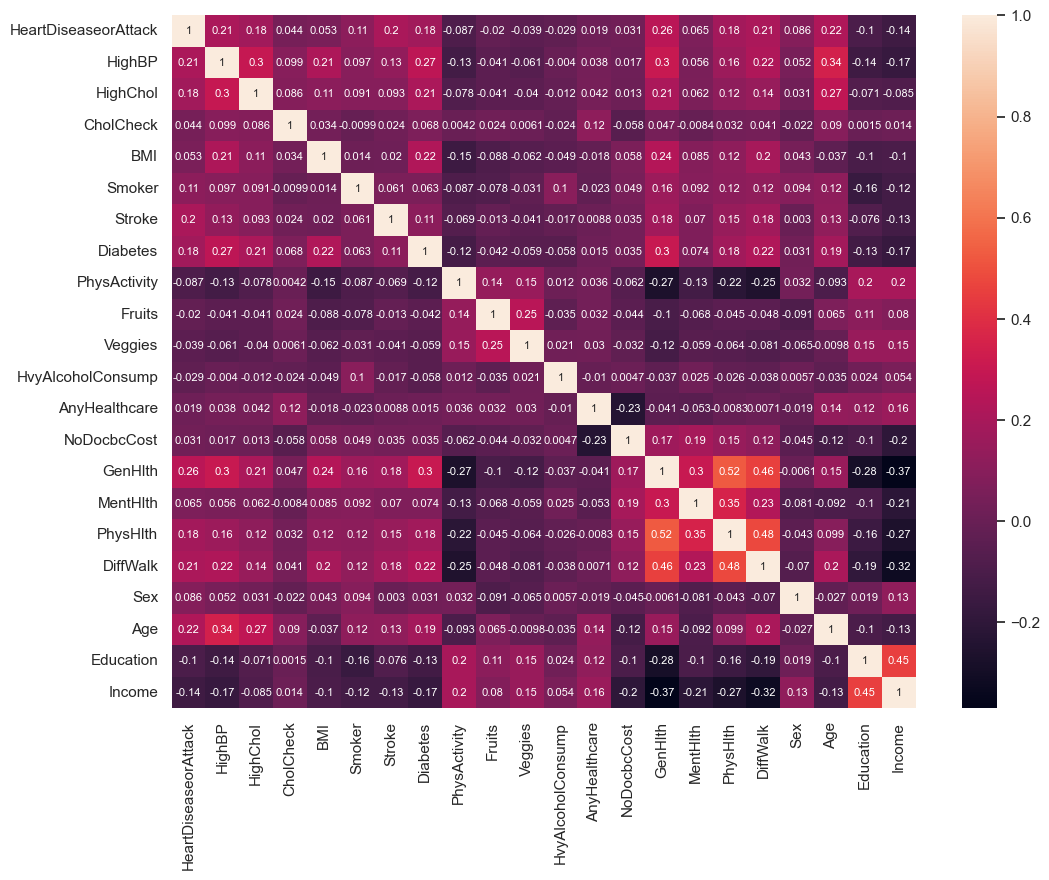 HeartDiseaseorAttack 1 0.21 0.18 0.044 0.053 0.11 0.2 0.18 -0.087 -0.02 -0.039 -0.029 0.019 0.031 0.26 0.065 0.18 0.21 0.086 0.22 -0.1 -0.14
HighBP 0.21 1 0.3 0.099 0.21 0.097 0.13 0.27 -0.13 -0.041 -0.061 -0.004 0.038 0.017 0.3 0.056 0.16 0.22 0.052 0.34 -0.14 -0.17
HighChol 0.18 0.3 1 0.086 0.11 0.091 0.093 0.21 -0.078 -0.041 -0.04 -0.012 0.042 0.013 0.21 0.062 0.12 0.14 0.031 0.27 -0.071 -0.085
CholCheck 0.044 0.099 0.086 1 0.034 -0.0099 0.024 0.068 0.0042 0.024 0.0061 -0.024 0.12 -0.058 0.047 -0.0084 0.032 0.041 -0.022 0.09 0.0015 0.014
BMI 0.053 0.21 0.11 0.034 1 0.014 0.02 0.22 -0.15 -0.088 -0.062 -0.049 -0.018 0.058 0.24 0.085 0.12 0.2 0.043 -0.037 -0.1 -0.1
Smoker 0.11 0.097 0.091 -0.0099 0.014 1 0.061 0.063 -0.087 -0.078 -0.031 0.1 -0.023 0.049 0.16 0.092 0.12 0.12 0.094 0.12 -0.16 -0.12
Stroke 0.2 0.13 0.093 0.024 0.02 0.061 1 0.11 -0.069 -0.013 -0.041 -0.017 0.0088 0.035 0.18 0.07 0.15 0.18 0.003 0.13 -0.076 -0.13
Diabetes 0.18 0.27 0.21 0.068 0.22 0.063 0.11 1 -0.12 -0.042 -0.059 -0.058 0.015 0.035 0.3 0.074 0.18 0.22 0.031 0.19 -0.13 -0.17
PhysActivity -0.087 -0.13 -0.078 0.0042 -0.15 -0.087 -0.069 -0.12 1 0.14 0.15 0.012 0.036 -0.062 -0.27 -0.13 -0.22 -0.25 0.032 -0.093 0.2 0.2
Fruits -0.02 -0.041 -0.041 0.024 -0.088 -0.078 -0.013 -0.042 0.14 1 0.25 -0.035 0.032 -0.044 -0.1 -0.068 -0.045 -0.048 -0.091 0.065 0.11 0.08
Veggies -0.039 -0.061 -0.04 0.0061 -0.062 -0.031 -0.041 -0.059 0.15 0.25 1 0.021 0.03 -0.032 -0.12 -0.059 -0.064 -0.081 -0.065 -0.0098 0.15 0.15
HvyAlcoholConsump -0.029 -0.004 -0.012 -0.024 -0.049 0.1 -0.017 -0.058 0.012 -0.035 0.021 1 -0.01 0.0047 -0.037 0.025 -0.026 -0.038 0.0057 -0.035 0.024 0.054
AnyHealthcare 0.019 0.038 0.042 0.12 -0.018 -0.023 0.0088 0.015 0.036 0.032 0.03 -0.01 1 -0.23 -0.041 -0.053 -0.0083 0.0071 -0.019 0.14 0.12 0.16
NoDocbcCost 0.031 0.017 0.013 -0.058 0.058 0.049 0.035 0.035 -0.062 -0.044 -0.032 0.0047 -0.23 1 0.17 0.19 0.15 0.12 -0.045 -0.12 -0.1 -0.2
GenHlth 0.26 0.3 0.21 0.047 0.24 0.16 0.18 0.3 -0.27 -0.1 -0.12 -0.037 -0.041 0.17 1 0.3 0.52 0.46 -0.0061 0.15 -0.28 -0.37
MentHlth 0.065 0.056 0.062 -0.0084 0.085 0.092 0.07 0.074 -0.13 -0.068 -0.059 0.025 -0.053 0.19 0.3 1 0.35 0.23 -0.081 -0.092 -0.1 -0.21
PhysHlth 0.18 0.16 0.12 0.032 0.12 0.12 0.15 0.18 -0.22 -0.045 -0.064 -0.026 -0.0083 0.15 0.52 0.35 1 0.48 -0.043 0.099 -0.16 -0.27
DiffWalk 0.21 0.22 0.14 0.041 0.2 0.12 0.18 0.22 -0.25 -0.048 -0.081 -0.038 0.0071 0.12 0.46 0.23 0.48 1 -0.07 0.2 -0.19 -0.32
Sex 0.086 0.052 0.031 -0.022 0.043 0.094 0.003 0.031 0.032 -0.091 -0.065 0.0057 -0.019 -0.045 -0.0061 -0.081 -0.043 -0.07 1 -0.027 0.019 0.13
Age 0.22 0.34 0.27 0.09 -0.037 0.12 0.13 0.19 -0.093 0.065 -0.0098 -0.035 0.14 -0.12 0.15 -0.092 0.099 0.2 -0.027 1 -0.1 -0.13
Education -0.1 -0.14 -0.071 0.0015 -0.1 -0.16 -0.076 -0.13 0.2 0.11 0.15 0.024 0.12 -0.1 -0.28 -0.1 -0.16 -0.19 0.019 -0.1 1 0.45
Income -0.14 -0.17 -0.085 0.014 -0.1 -0.12 -0.13 -0.17 0.2 0.08 0.15 0.054 0.16 -0.2 -0.37 -0.21 -0.27 -0.32 0.13 -0.13 0.45 1
HeartDiseaseorAttack
HighBP
HighChol
CholCheck
BMI
Smoker
Stroke
Diabetes
PhysActivity
Fruits
Veggies
HvyAlcoholConsump
AnyHealthcare
NoDocbcCost
GenHlth
MentHlth
PhysHlth
DiffWalk
Sex
Age
Education
Income
1.0
0.8
0.6
0.4
0.2
0.0
−0.2